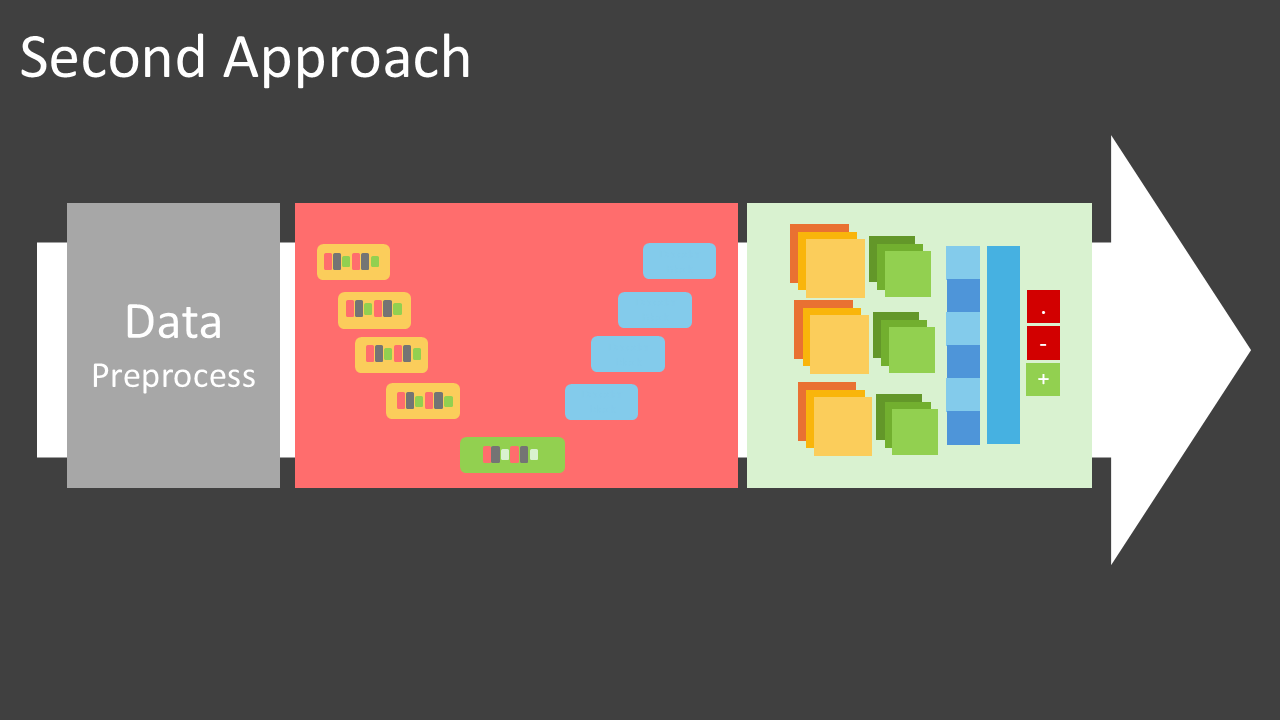 Second Approach
Data
Preprocess
.
-
+